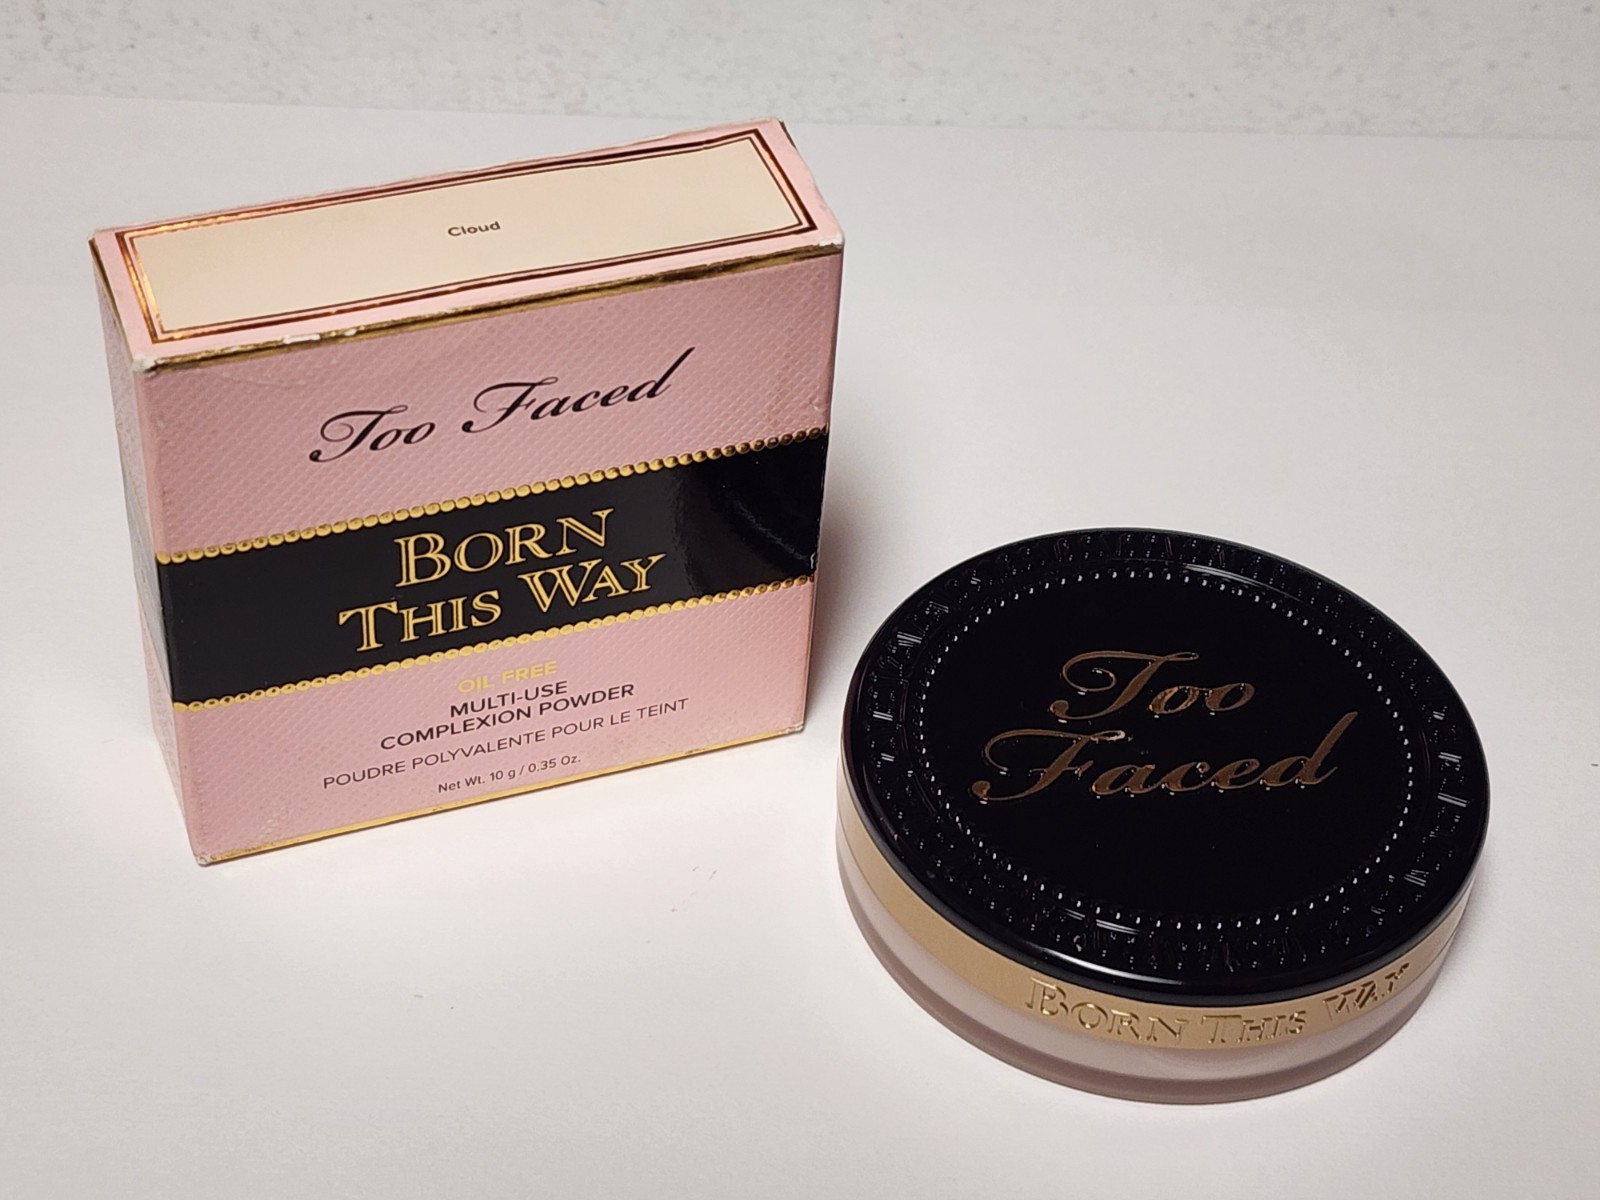 Cloud
Too Faced
BORN
THIS WAY
OIL FREE
MULTI-USE
COMPLEXION POWDER
POUDRE POLYVALENTE POUR LE TEINT
Net Wt. 10 g / 0.35 Oz.
Too
Faced
BORN THIS WAY